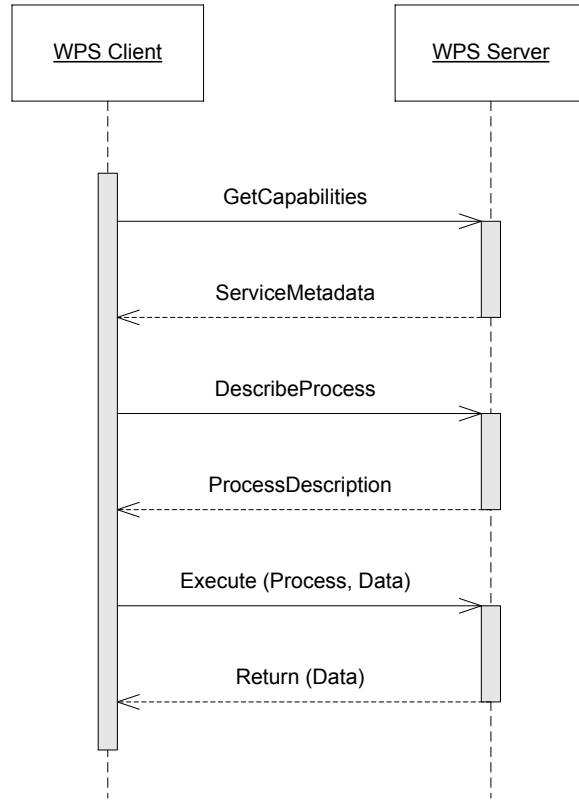 WPS Client
WPS Server
GetCapabilities
ServiceMetadata
DescribeProcess
ProcessDescription
Execute (Process, Data)
Return (Data)